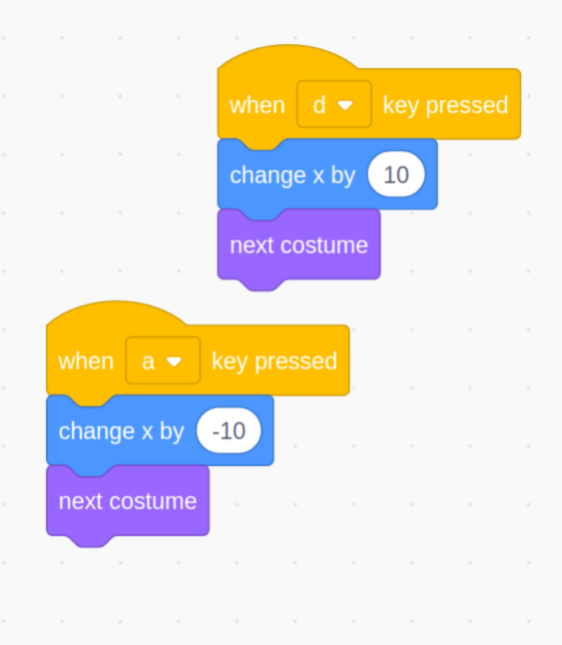 when d key pressed
change x by 10
next costume
when a key pressed
change x by -10
next costume